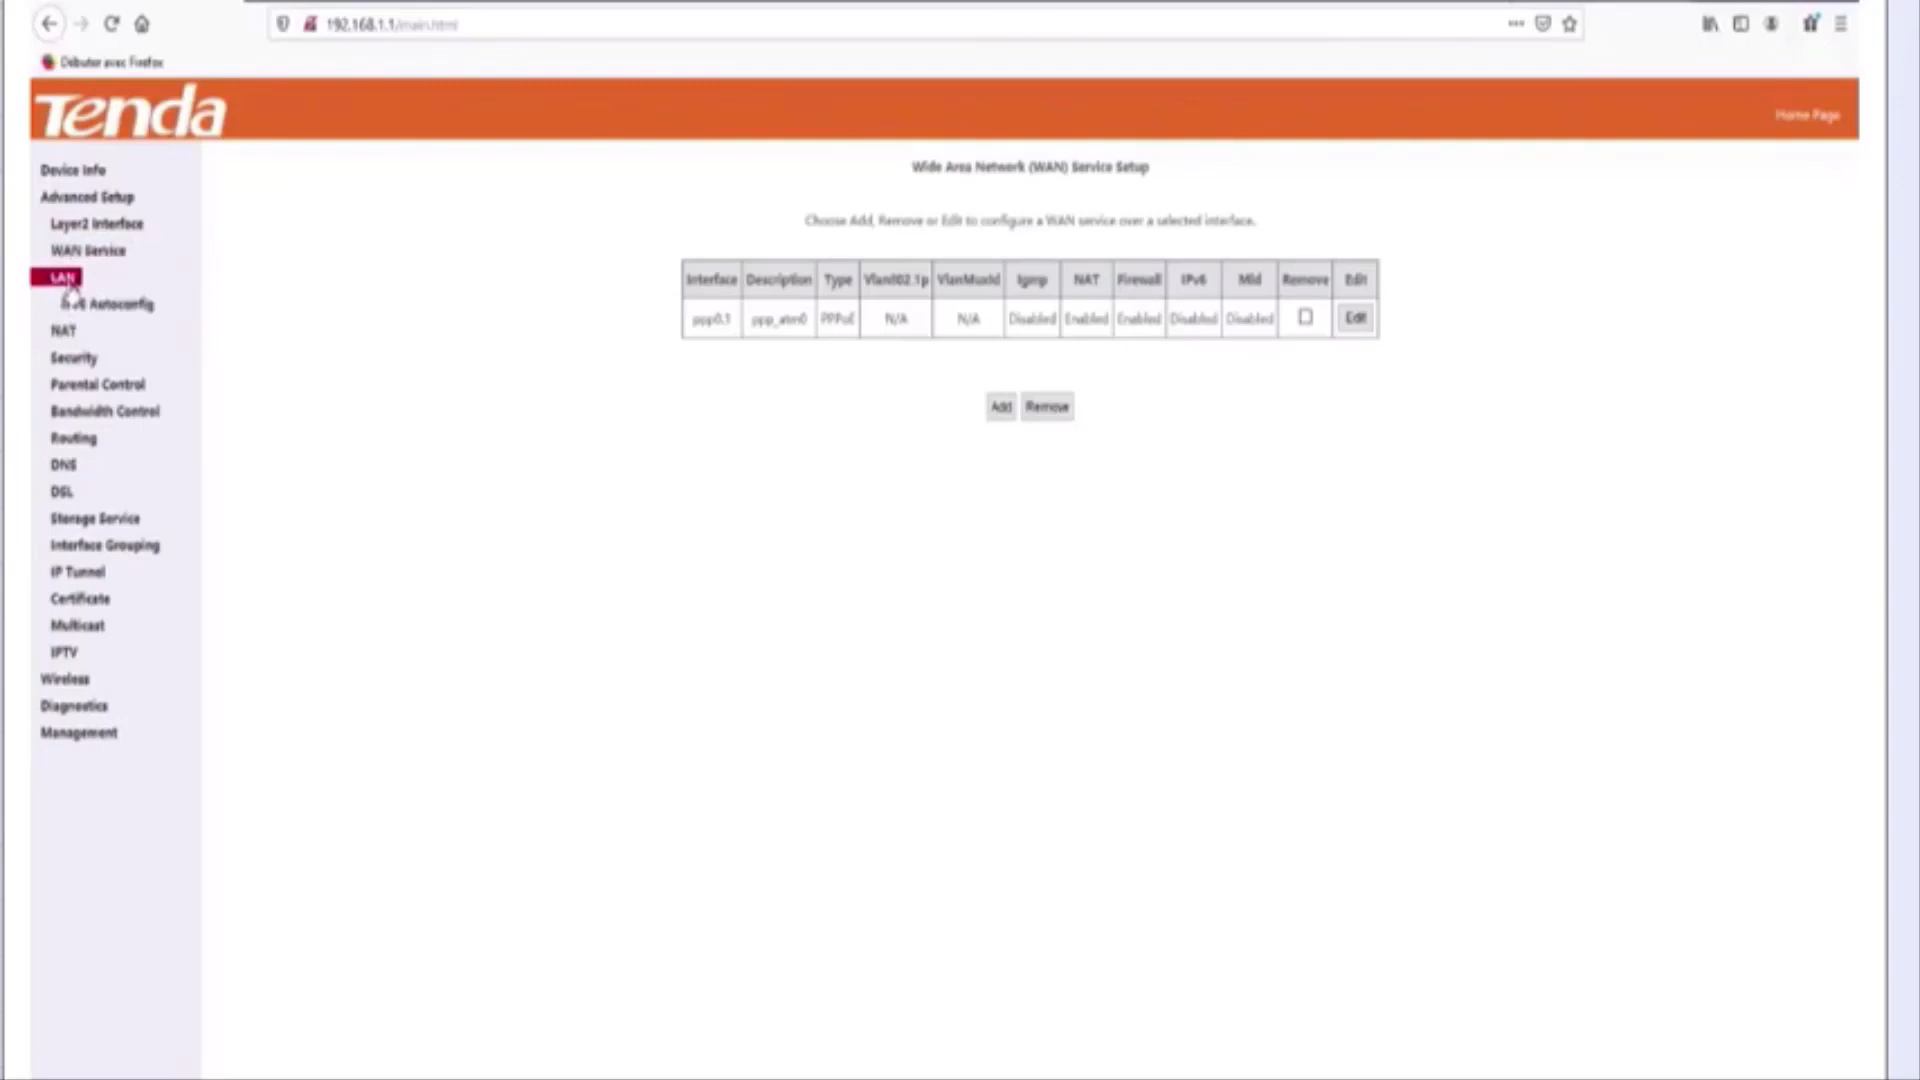 192.168.1.1/main.html
Débuter avec Firefox
Tenda
Home Page
Device Info
Advanced Setup
Layer2 Interface
WAN Service
LAN
Autoconfig
NAT
Security
Parental Control
Bandwidth Control
Routing
DNS
DSL
Storage Service
Interface Grouping
IP Tunnel
Certificate
Multicast
IPTV
Wireless
Diagnostics
Management
Wide Area Network (WAN) Service Setup
Choose Add, Remove or Edit to configure a WAN service over a selected interface.
Interface Description Type Vlan802.1p VlanMuxId Igmp NAT Firewall IPv6 Mld Remove Edit
ppp0.1 ppp_atm0 PPPoE N/A N/A Disabled Enabled Enabled Disabled Disabled Edit
Add Remove